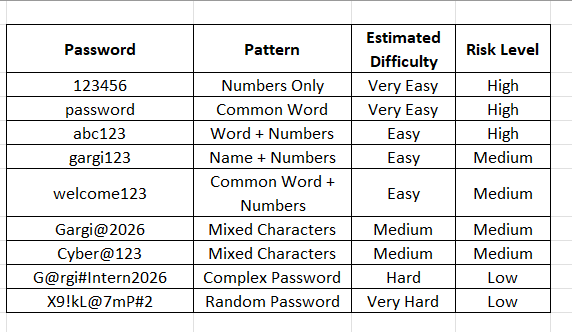 Password Pattern Estimated Difficulty Risk Level
123456 Numbers Only Very Easy High
password Common Word Very Easy High
abc123 Word + Numbers Easy High
gargi123 Name + Numbers Easy Medium
welcome123 Common Word + Numbers Easy Medium
Gargi@2026 Mixed Characters Medium Medium
Cyber@123 Mixed Characters Medium Medium
G@rgi#Intern2026 Complex Password Hard Low
X9!kL@7mP#2 Random Password Very Hard Low